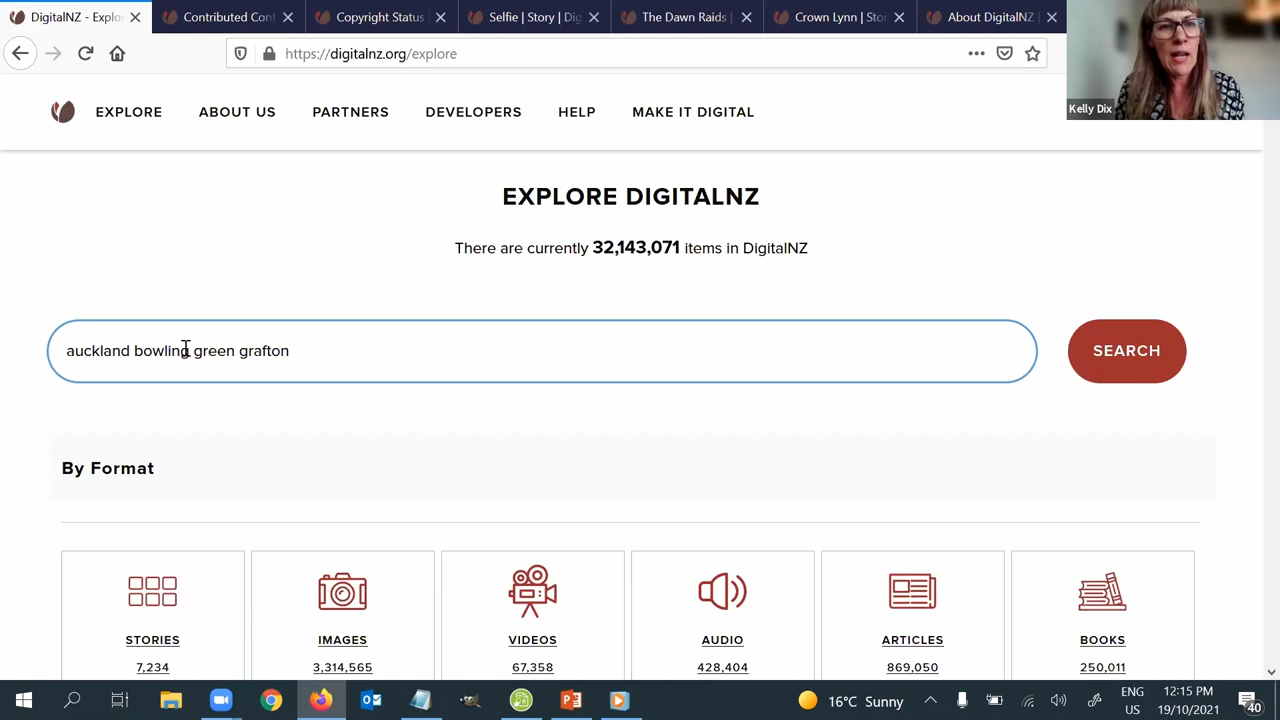 DigitalNZ - Explo
Contributed Cont
Copyright Status
Selfie | Story | Dig
The Dawn Raids |
Crown Lynn | Sto
About DigitalNZ |
https://digitalnz.org/explore
Kelly Dix
EXPLORE
ABOUT US
PARTNERS
DEVELOPERS
HELP
MAKE IT DIGITAL
EXPLORE DIGITALNZ
There are currently 32,143,071 items in DigitalNZ
auckland bowling green grafton
SEARCH
By Format
STORIES
7,234
IMAGES
3,314,565
VIDEOS
67,358
AUDIO
428,404
ARTICLES
869,050
BOOKS
250,011
16°C Sunny
ENG
US
12:15 PM
19/10/2021
40